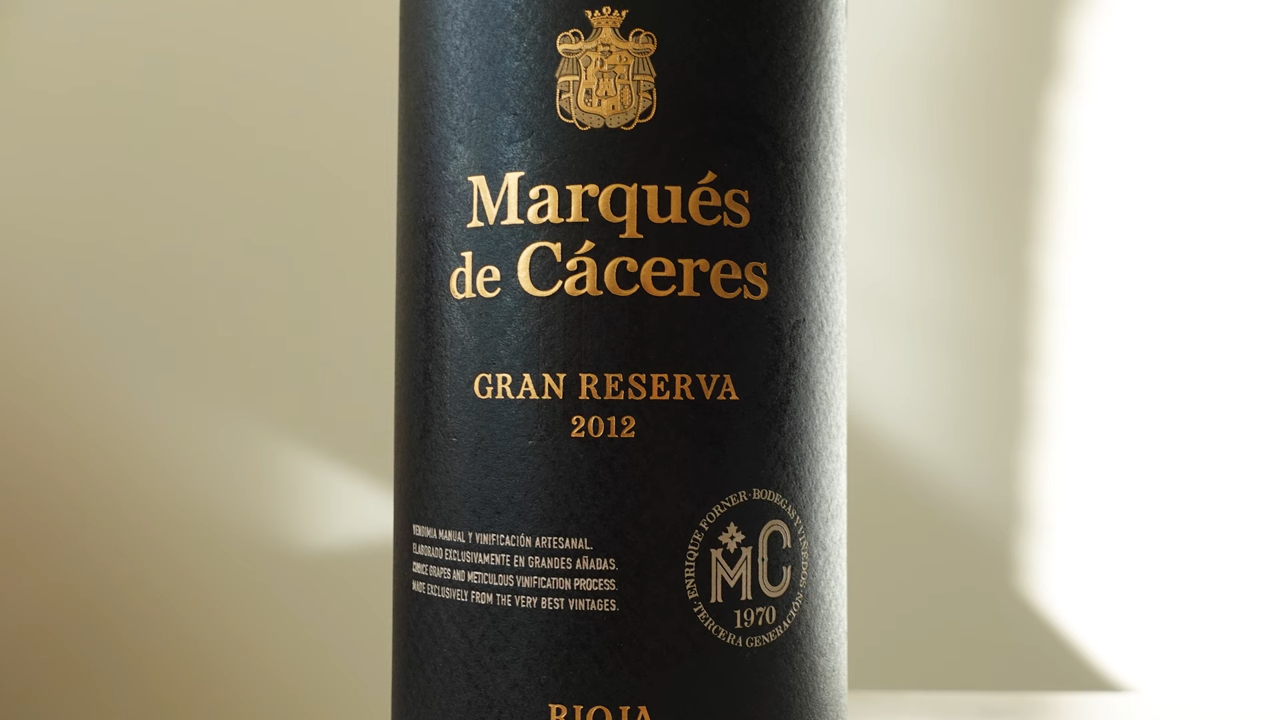 Marqués
de Cáceres
GRAN RESERVA
2012
VENDIMIA MANUAL Y VINIFICACIÓN ARTESANAL.
ELABORADO EXCLUSIVAMENTE EN GRANDES AÑADAS.
CHOICE GRAPES AND METICULOUS VINIFICATION PROCESS.
MADE EXCLUSIVELY FROM THE VERY BEST VINTAGES.
ENRIQUE FORNER · BODEGAS Y VIÑEDOS ·
MC
1970
TERCERA GENERACIÓN ·
RIOJA